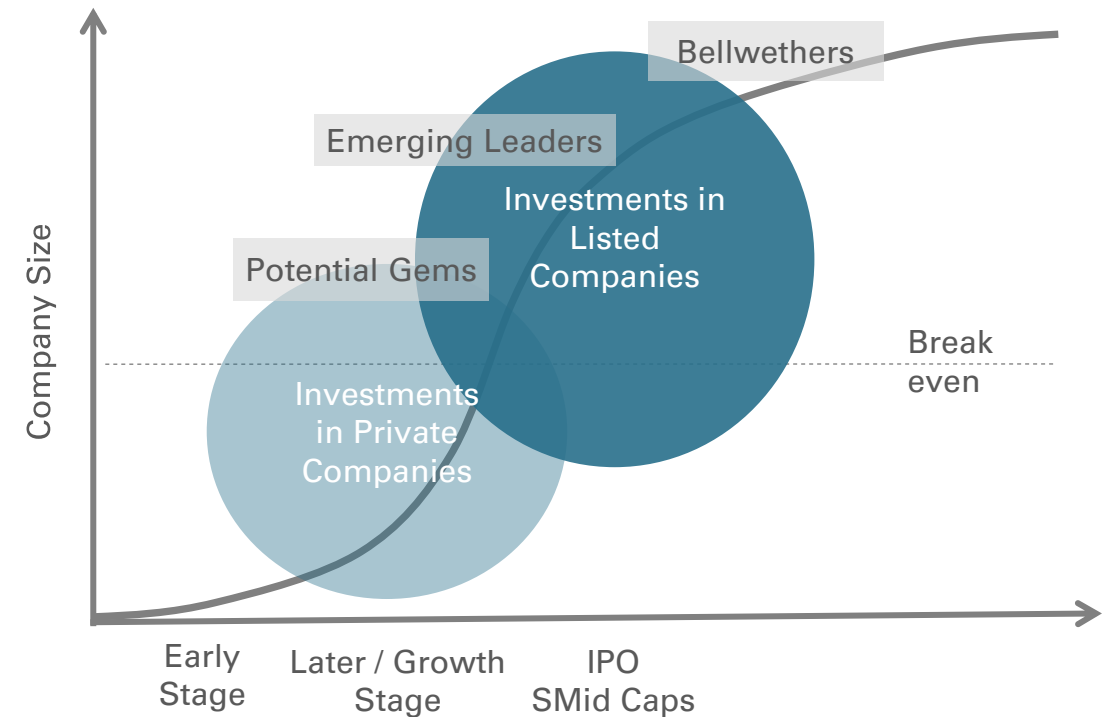 Bellwethers
Emerging Leaders
Investments in
Listed
Companies
Potential Gems
Break
even
Investments
in Private
Companies
Company Size
Early
Stage
Later / Growth
Stage
IPO
SMid Caps